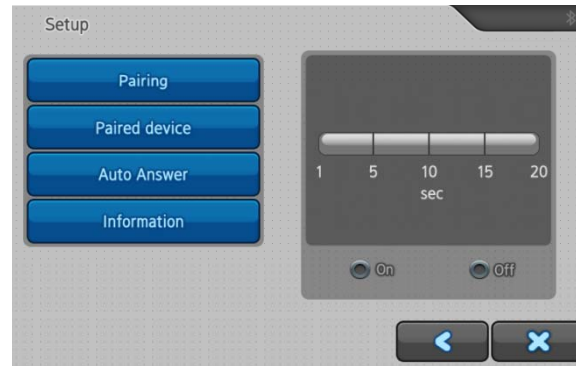 Setup
Pairing
Paired device
Auto Answer
Information
1 5 10 15 20
sec
On Off